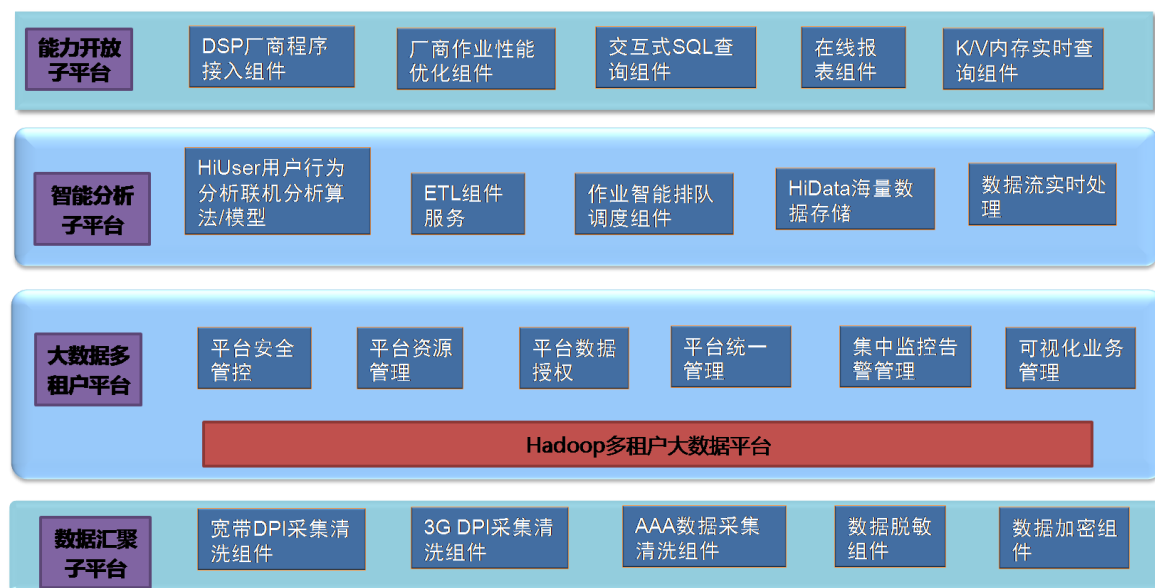 能力开放
子平台
DSP厂商程序
接入组件
厂商作业性能
优化组件
交互式SQL查
询组件
在线报
表组件
K/V内存实时查
询组件
智能分析
子平台
HiUser用户行为
分析联机分析算
法/模型
ETL组件
服务
作业智能排队
调度组件
HiData海量数
据存储
数据流实时处
理
大数据多
租户平台
平台安全
管控
平台资源
管理
平台数据
授权
平台统一
管理
集中监控告
警管理
可视化业务
管理
Hadoop多租户大数据平台
数据汇聚
子平台
宽带DPI采集清
洗组件
3G DPI采集清
洗组件
AAA数据采集
清洗组件
数据脱敏
组件
数据加密组
件